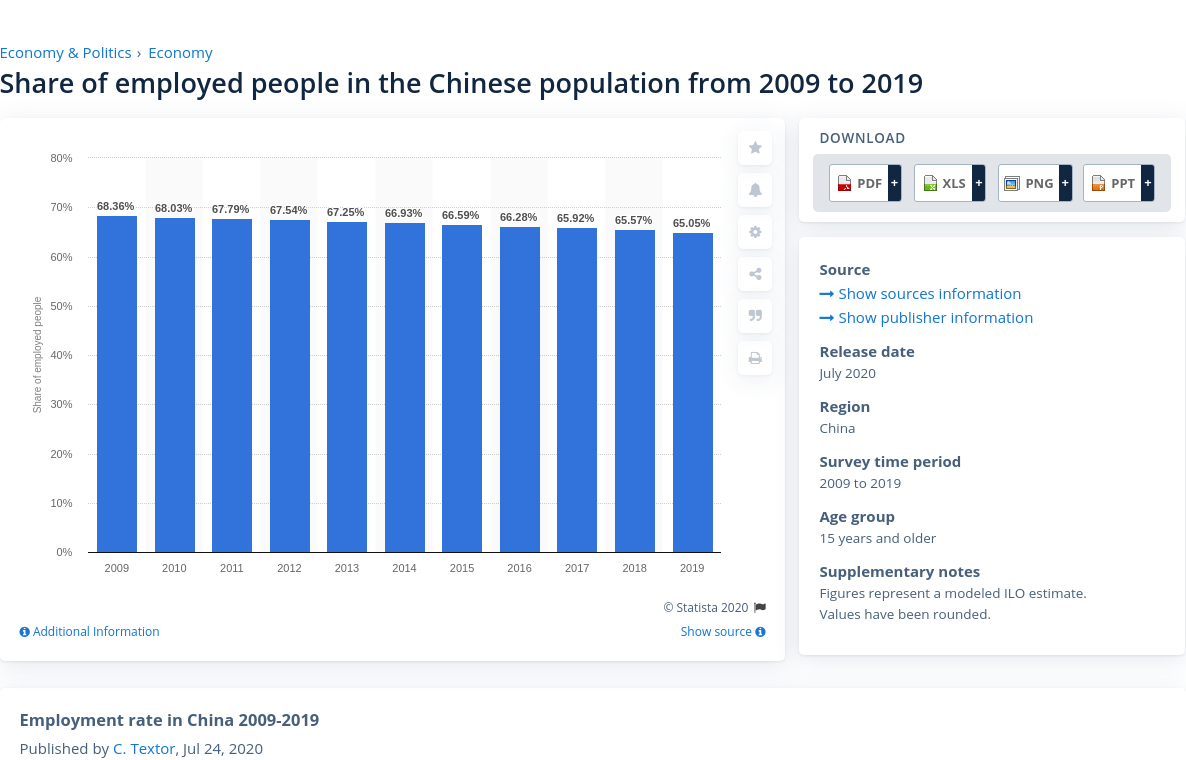 Economy & Politics › Economy
Share of employed people in the Chinese population from 2009 to 2019
80%
70%
60%
50%
40%
30%
20%
10%
0%
Share of employed people
68.36%
68.03%
67.79%
67.54%
67.25%
66.93%
66.59%
66.28%
65.92%
65.57%
65.05%
2009
2010
2011
2012
2013
2014
2015
2016
2017
2018
2019
© Statista 2020
Additional Information
Show source
DOWNLOAD
PDF +
XLS +
PNG +
PPT +
Source
Show sources information
Show publisher information
Release date
July 2020
Region
China
Survey time period
2009 to 2019
Age group
15 years and older
Supplementary notes
Figures represent a modeled ILO estimate.
Values have been rounded.
Employment rate in China 2009-2019
Published by C. Textor, Jul 24, 2020